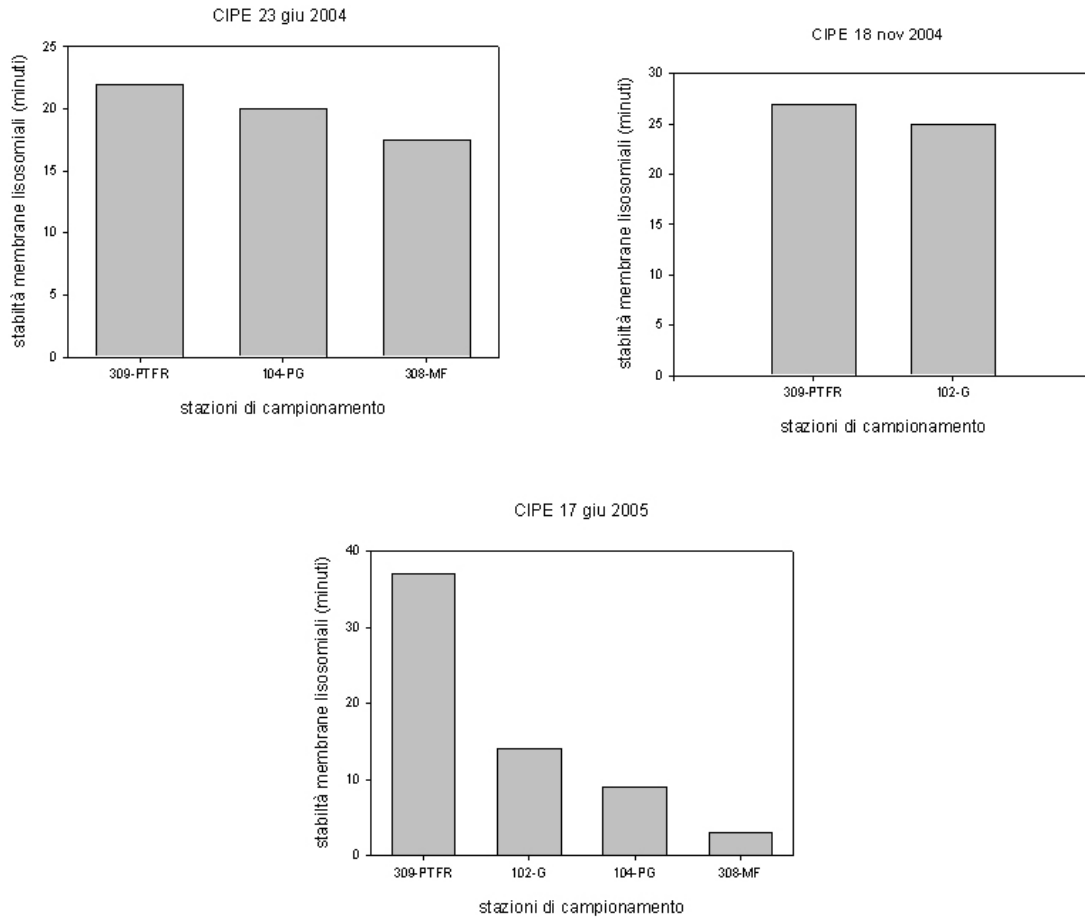 CIPE 23 giu 2004
stabiltà membrane lisosomiali (minuti)
25
20
15
10
5
0
309-PTFR 104-PG 308-MF
stazioni di campionamento
CIPE 18 nov 2004
stabiltà membrane lisosomiali (minuti)
30
25
20
15
10
5
0
309-PTFR 102-G
stazioni di campionamento
CIPE 17 giu 2005
stabiltà membrane lisosomiali (minuti)
40
30
20
10
0
309-PTFR 102-G 104-PG 308-MF
stazioni di campionamento